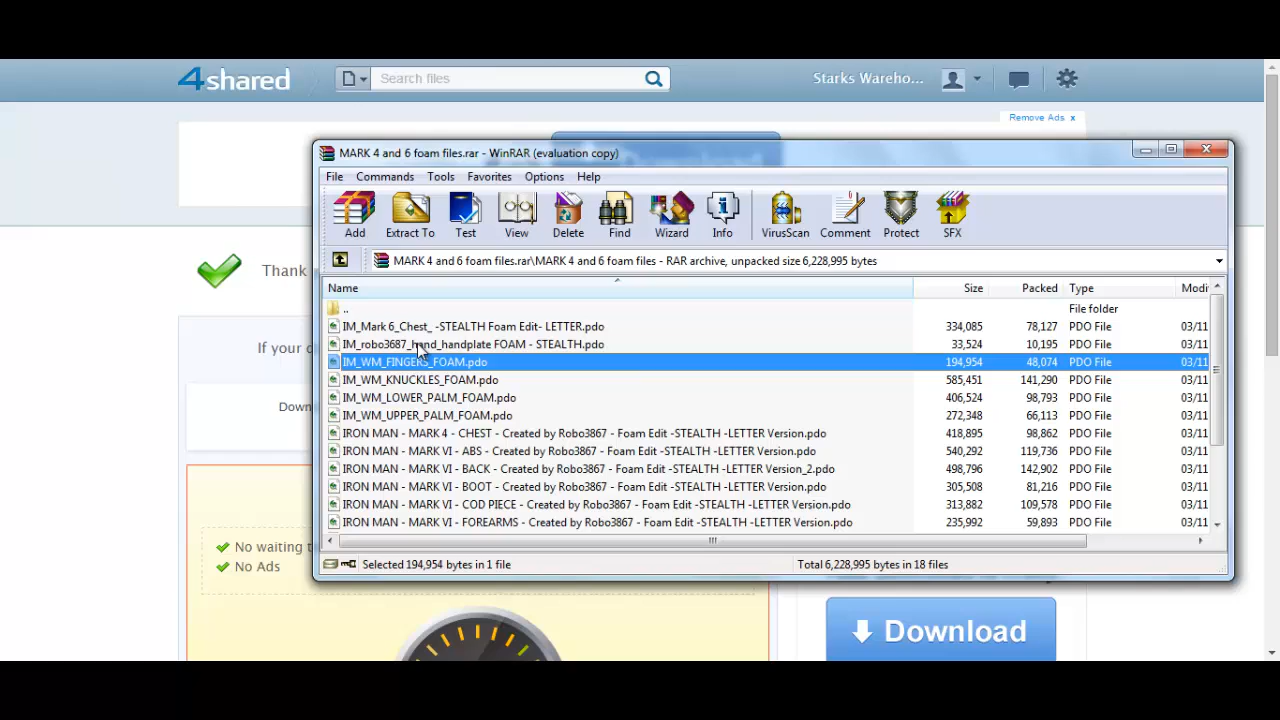 4shared
Search files
Starks Wareho...
Remove Ads x
MARK 4 and 6 foam files.rar - WinRAR (evaluation copy)
File Commands Tools Favorites Options Help
Add Extract To Test View Delete Find Wizard Info VirusScan Comment Protect SFX
MARK 4 and 6 foam files.rar\MARK 4 and 6 foam files - RAR archive, unpacked size 6,228,995 bytes
Name Size Packed Type Modi
.. File folder
IM_Mark 6_Chest_ -STEALTH Foam Edit- LETTER.pdo 334,085 78,127 PDO File 03/11
IM_robo3687_hand_handplate FOAM - STEALTH.pdo 33,524 10,195 PDO File 03/11
IM_WM_FINGERS_FOAM.pdo 194,954 48,074 PDO File 03/11
IM_WM_KNUCKLES_FOAM.pdo 585,451 141,290 PDO File 03/11
IM_WM_LOWER_PALM_FOAM.pdo 406,524 98,793 PDO File 03/11
IM_WM_UPPER_PALM_FOAM.pdo 272,348 66,113 PDO File 03/11
IRON MAN - MARK 4 - CHEST - Created by Robo3867 - Foam Edit -STEALTH -LETTER Version.pdo 418,895 98,862 PDO File 03/11
IRON MAN - MARK VI - ABS - Created by Robo3867 - Foam Edit -STEALTH -LETTER Version.pdo 540,292 119,736 PDO File 03/11
IRON MAN - MARK VI - BACK - Created by Robo3867 - Foam Edit -STEALTH -LETTER Version_2.pdo 498,796 142,902 PDO File 03/11
IRON MAN - MARK VI - BOOT - Created by Robo3867 - Foam Edit -STEALTH -LETTER Version.pdo 305,508 81,216 PDO File 03/11
IRON MAN - MARK VI - COD PIECE - Created by Robo3867 - Foam Edit -STEALTH -LETTER Version.pdo 313,882 109,578 PDO File 03/11
IRON MAN - MARK VI - FOREARMS - Created by Robo3867 - Foam Edit -STEALTH -LETTER Version.pdo 235,992 59,893 PDO File 03/11
Selected 194,954 bytes in 1 file Total 6,228,995 bytes in 18 files
Thank
If your
Down
No waiting
No Ads
Download